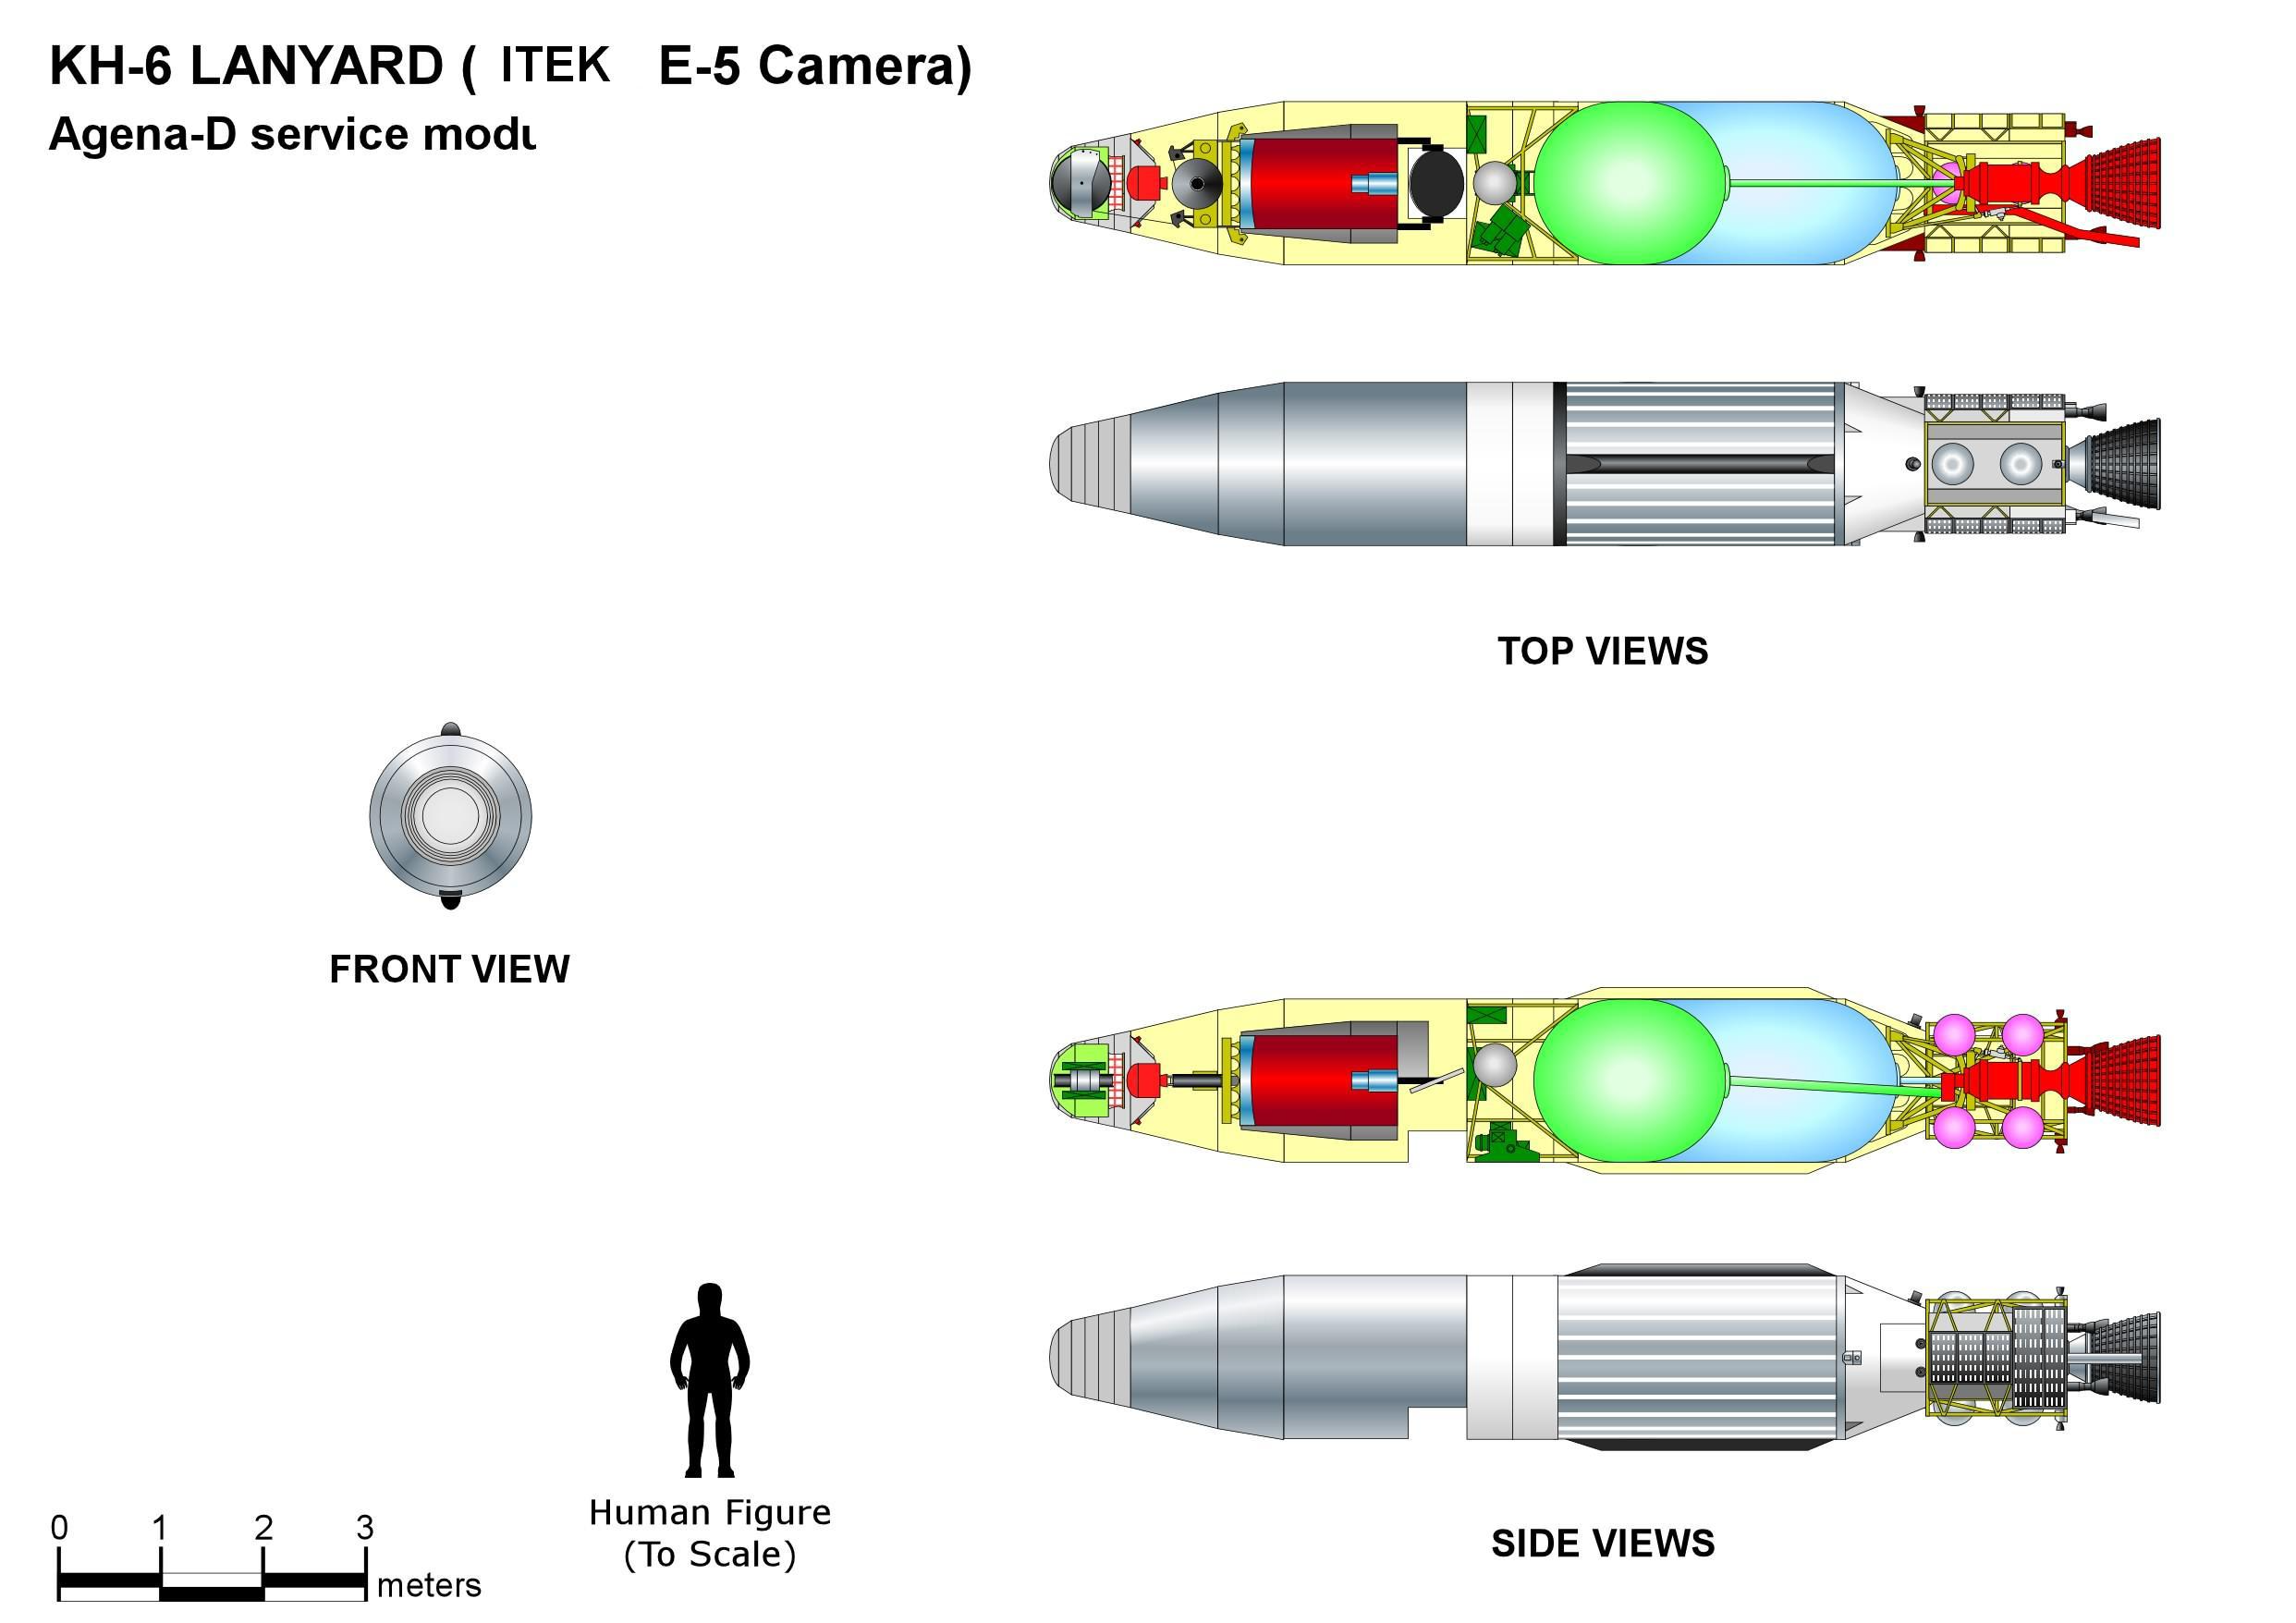 KH-6 LANYARD ( ITEK E-5 Camera)
Agena-D service modu
TOP VIEWS
FRONT VIEW
Human Figure
(To Scale)
SIDE VIEWS
0 1 2 3
meters